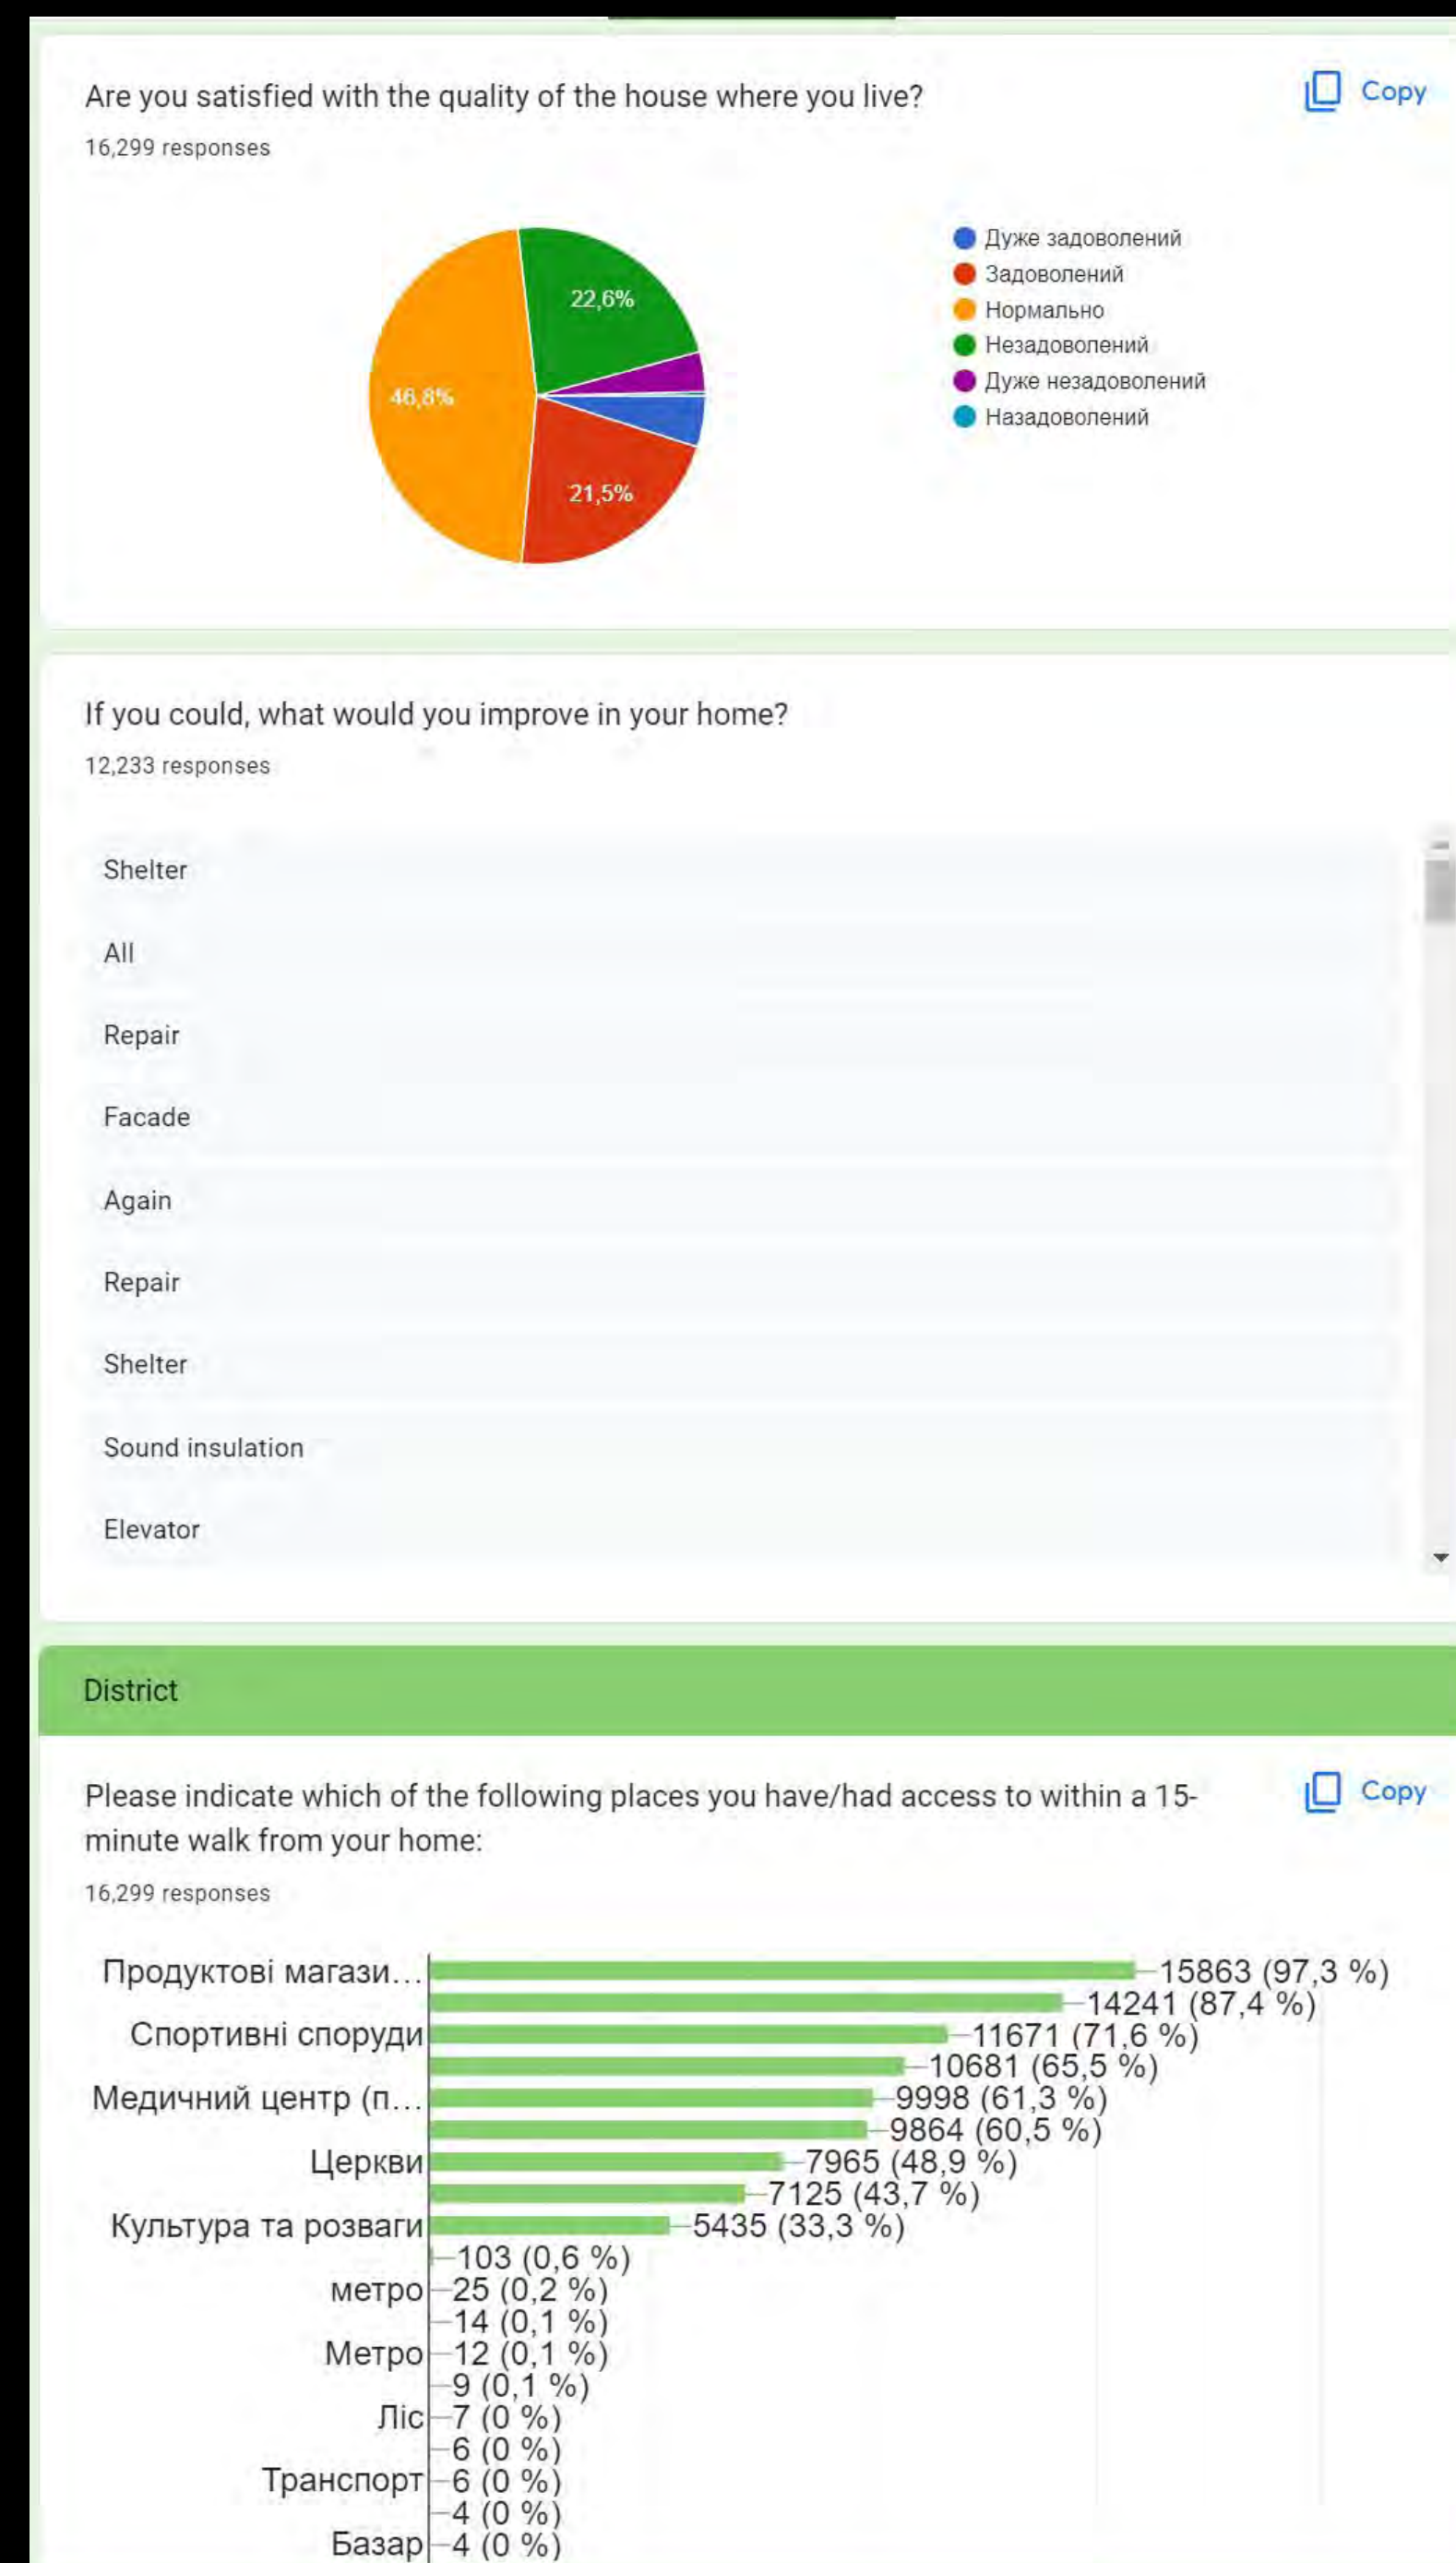 Are you satisfied with the quality of the house where you live?
Copy
16,299 responses
22,6%
46,8%
21,5%
Дуже задоволений
Задоволений
Нормально
Незадоволений
Дуже незадоволений
Назадоволений
If you could, what would you improve in your home?
12,233 responses
Shelter
All
Repair
Facade
Again
Repair
Shelter
Sound insulation
Elevator
District
Please indicate which of the following places you have/had access to within a 15-
minute walk from your home:
Copy
16,299 responses
Продуктові магази... 15863 (97,3 %)
14241 (87,4 %)
Спортивні споруди 11671 (71,6 %)
10681 (65,5 %)
Медичний центр (п... 9998 (61,3 %)
9864 (60,5 %)
Церкви 7965 (48,9 %)
7125 (43,7 %)
Культура та розваги 5435 (33,3 %)
103 (0,6 %)
метро 25 (0,2 %)
14 (0,1 %)
Метро 12 (0,1 %)
9 (0,1 %)
Ліс 7 (0 %)
6 (0 %)
Транспорт 6 (0 %)
4 (0 %)
Базар 4 (0 %)